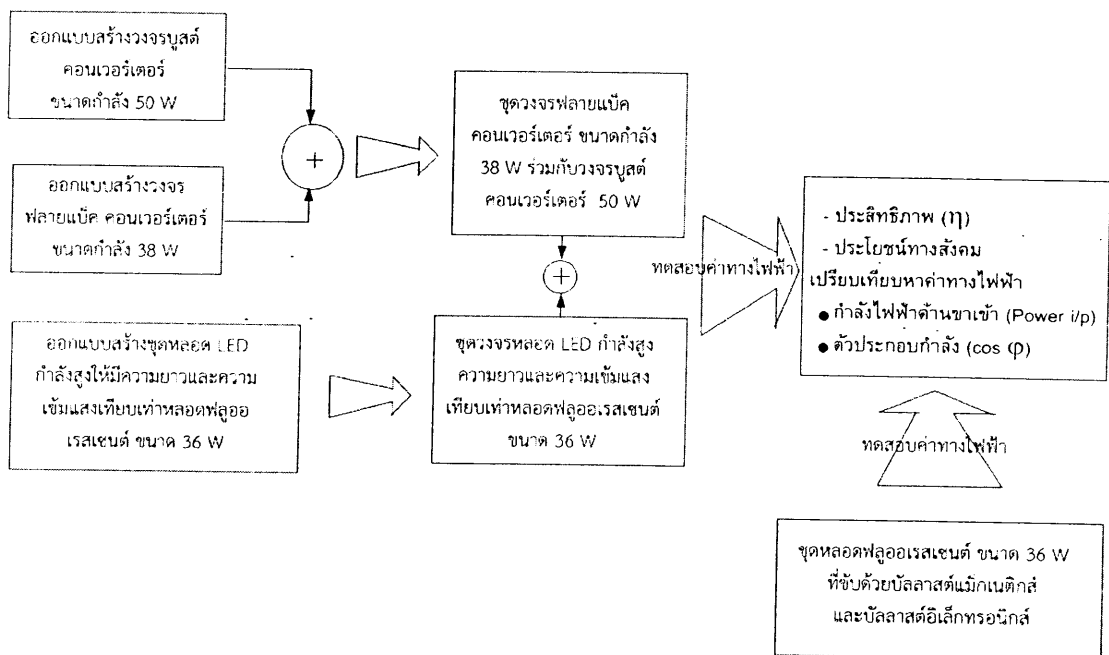 ออกแบบสร้างวงจรบูสต์
คอนเวอร์เตอร์
ขนาดกำลัง 50 W
+
ออกแบบสร้างวงจร
ฟลายแบ็ค คอนเวอร์เตอร์
ขนาดกำลัง 38 W
ชุดวงจรฟลายแบ็ค
คอนเวอร์เตอร์ ขนาดกำลัง
38 W ร่วมกับวงจรบูสต์
คอนเวอร์เตอร์ 50 W
+
ออกแบบสร้างชุดหลอด LED
กำลังสูงให้มีความยาวและความ
เข้มแสงเทียบเท่าหลอดฟลูออ
เรสเซนต์ ขนาด 36 W
ชุดวงจรหลอด LED กำลังสูง
ความยาวและความเข้มแสง
เทียบเท่าหลอดฟลูออเรสเซนต์
ขนาด 36 W
ทดสอบค่าทางไฟฟ้า
- ประสิทธิภาพ (η)
- ประโยชน์ทางสังคม
เปรียบเทียบหาค่าทางไฟฟ้า
● กำลังไฟฟ้าด้านขาเข้า (Power i/p)
● ตัวประกอบกำลัง (cos φ)
ทดสอบค่าทางไฟฟ้า
ชุดหลอดฟลูออเรสเซนต์ ขนาด 36 W
ที่ขับด้วยบัลลาสต์แม็กเนติกส์
และบัลลาสต์อิเล็กทรอนิกส์